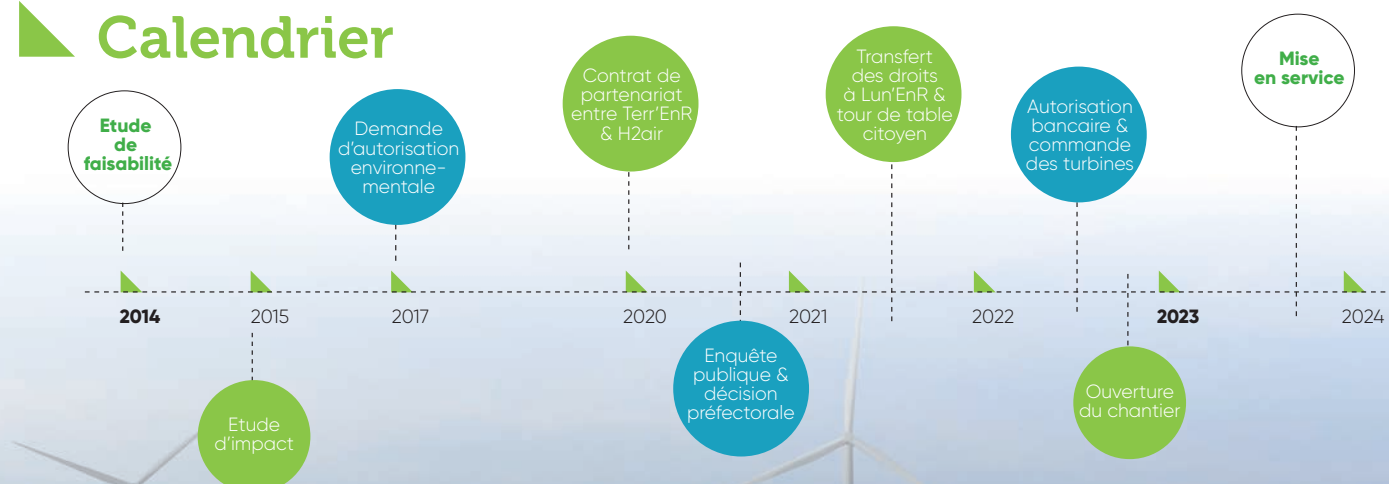 Calendrier
Etude
de
faisabilité
Demande
d'autorisation
environne-
mentale
Contrat de
partenariat
entre Terr'EnR
& H2air
Transfert
des droits
à Lun'EnR &
tour de table
citoyen
Autorisation
bancaire &
commande
des turbines
Mise
en service
2014
2015
2017
2020
2021
2022
2023
2024
Etude
d'impact
Enquête
publique &
décision
préfectorale
Ouverture
du chantier